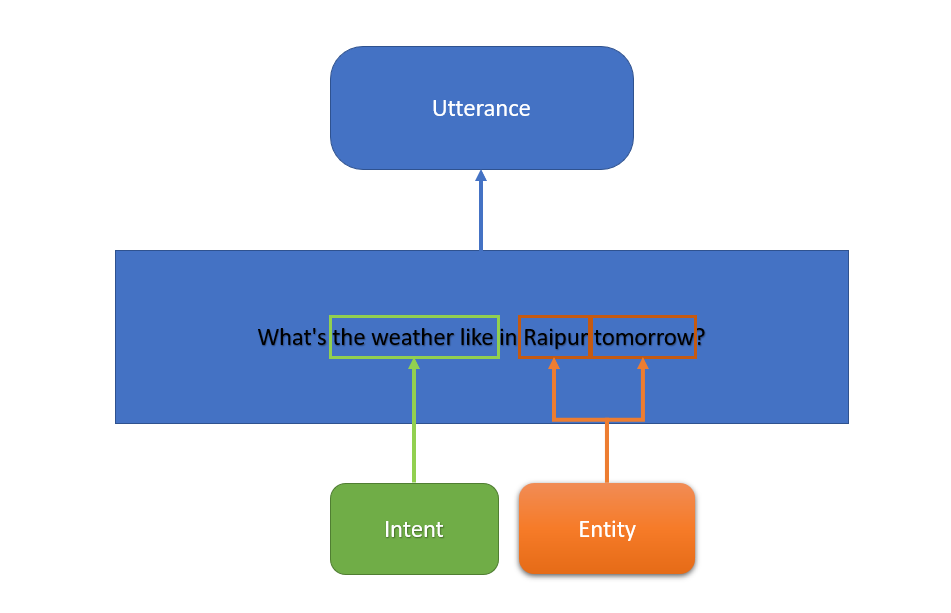 Utterance
What's the weather like in Raipur tomorrow?
Intent
Entity